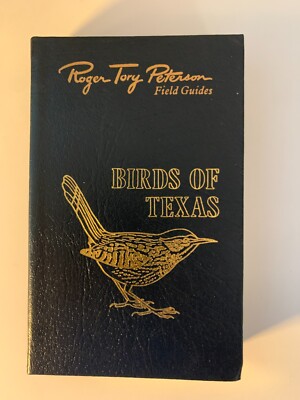 Roger Tory Peterson
Field Guides
BIRDS OF
TEXAS